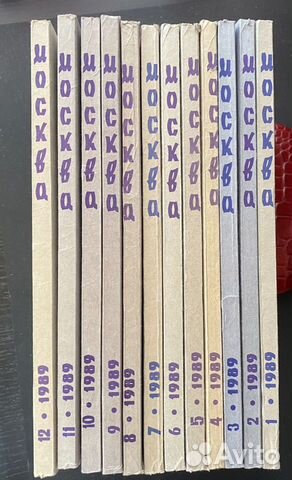 москва 12 • 1989
москва 11 • 1989
москва 10 • 1989
москва 9 • 1989
москва 8 • 1989
москва 7 • 1989
москва 6 • 1989
москва 5 • 1989
москва 4 • 1989
москва 3 • 1989
москва 2 • 1989
москва 1 • 1989
Avito